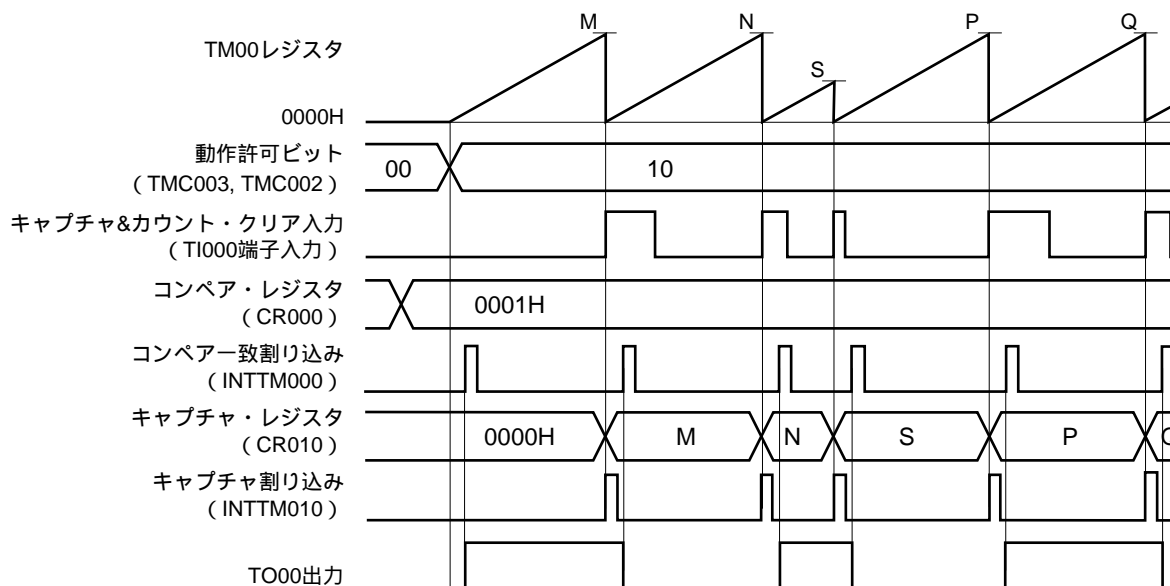 M N S P Q
TM00レジスタ
0000H
動作許可ビット
（TMC003, TMC002）
00 10
キャプチャ&カウント・クリア入力
（TI000端子入力）
コンペア・レジスタ
（CR000）
0001H
コンペア一致割り込み
（INTTM000）
キャプチャ・レジスタ
（CR010）
0000H M N S P
キャプチャ割り込み
（INTTM010）
TO00出力